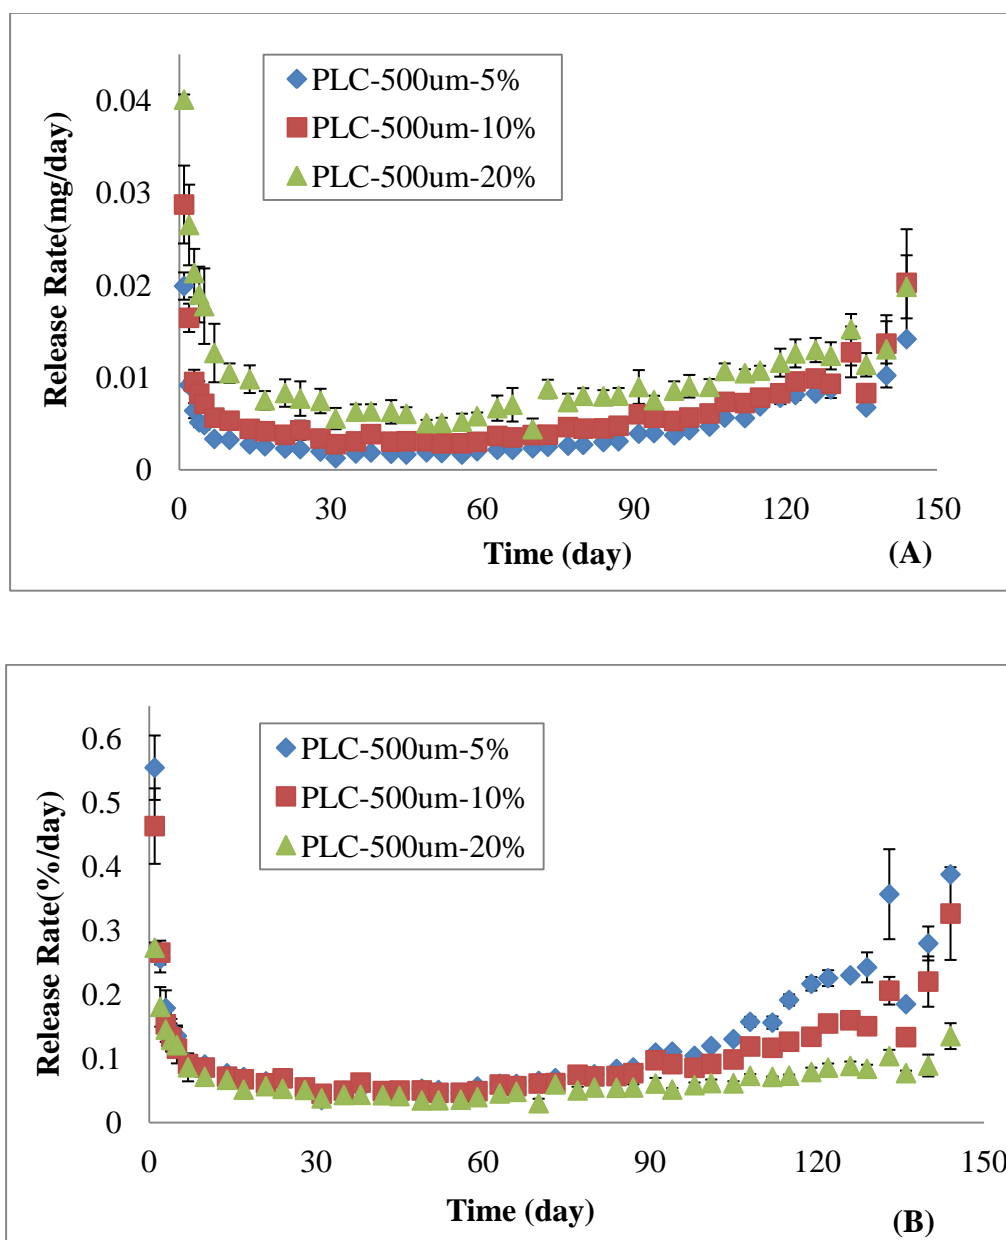 PLC-500um-5%
PLC-500um-10%
PLC-500um-20%
Release Rate(mg/day)
0.04
0.03
0.02
0.01
0
0 30 60 90 120 150
Time (day)
(A)
PLC-500um-5%
PLC-500um-10%
PLC-500um-20%
Release Rate(%/day)
0.6
0.5
0.4
0.3
0.2
0.1
0
0 30 60 90 120 150
Time (day)
(B)